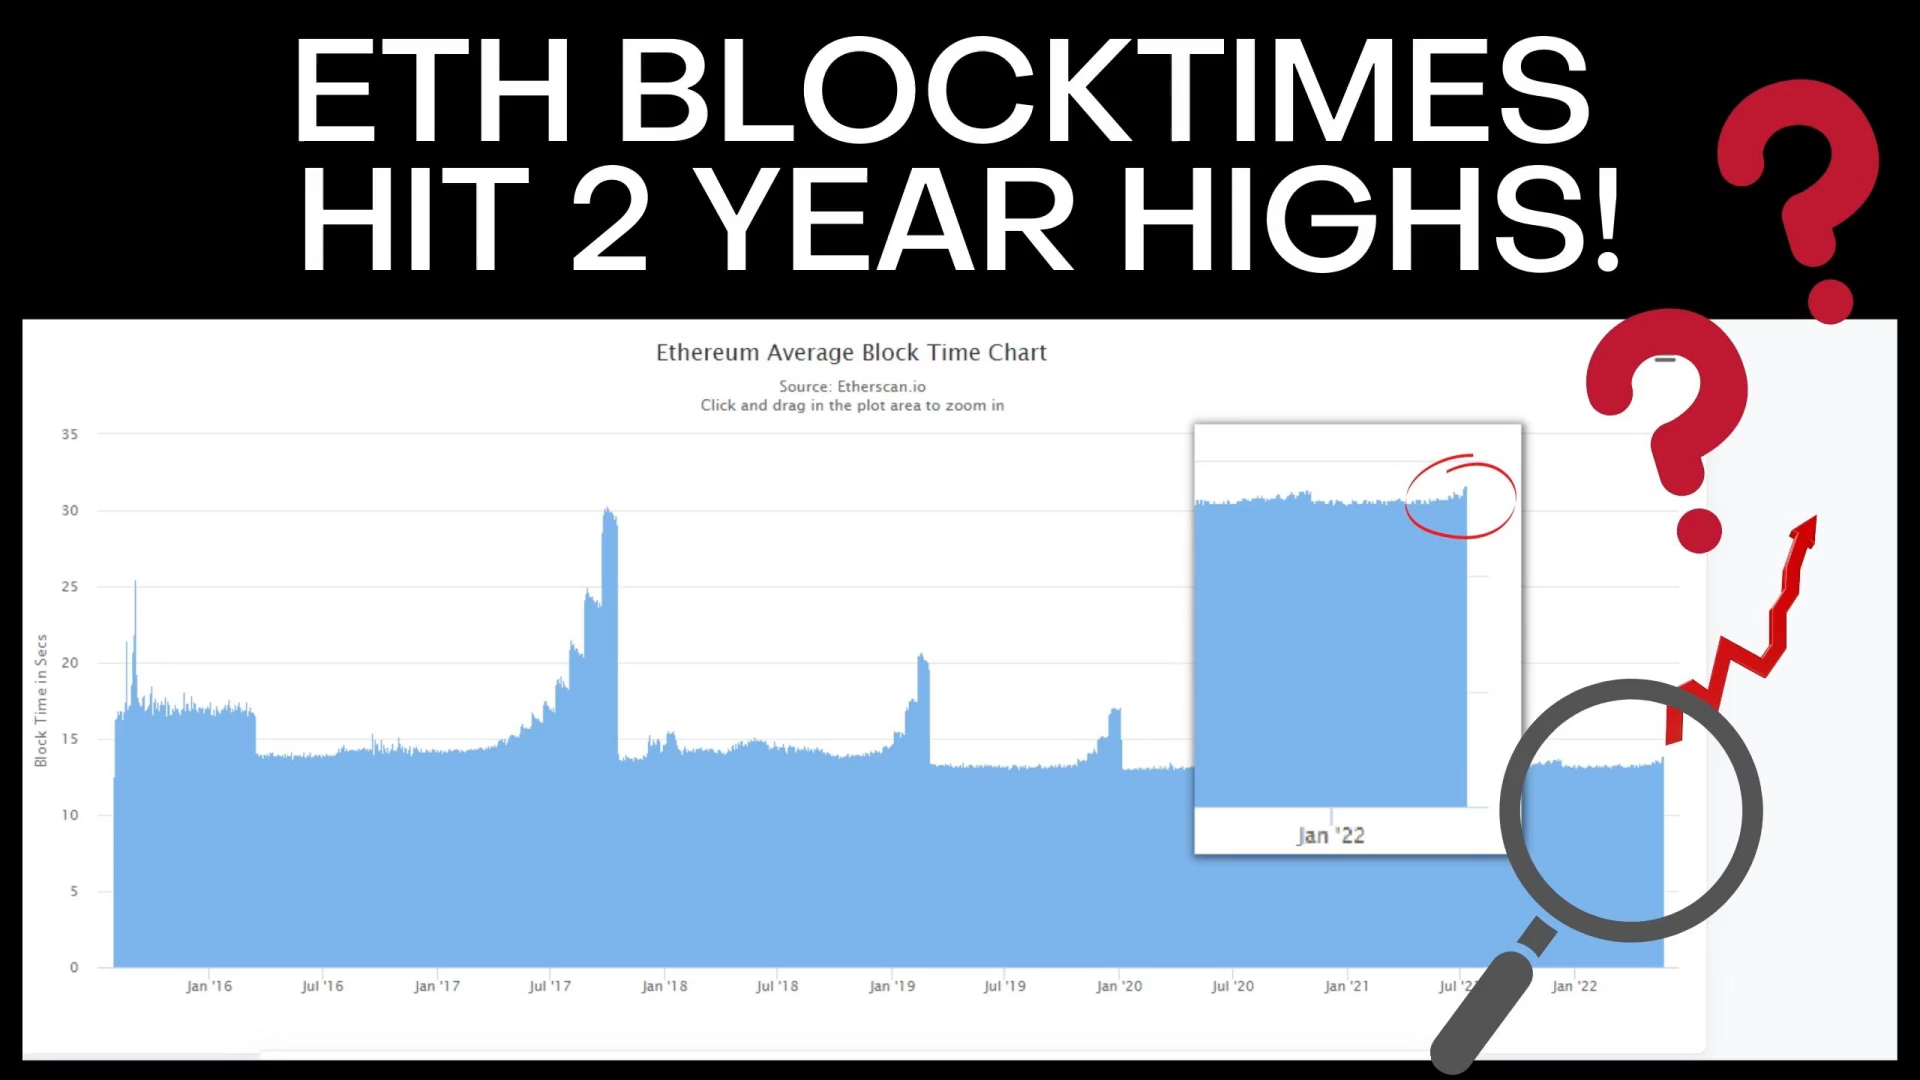 ETH BLOCKTIMES
HIT 2 YEAR HIGHS!
Ethereum Average Block Time Chart
Source: Etherscan.io
Click and drag in the plot area to zoom in
Block Time in Secs
35
30
25
20
15
10
5
0
Jan '22
Jan '16 Jul '16 Jan '17 Jul '17 Jan '18 Jul '18 Jan '19 Jul '19 Jan '20 Jul '20 Jan '21 Jul '2 Jan '22